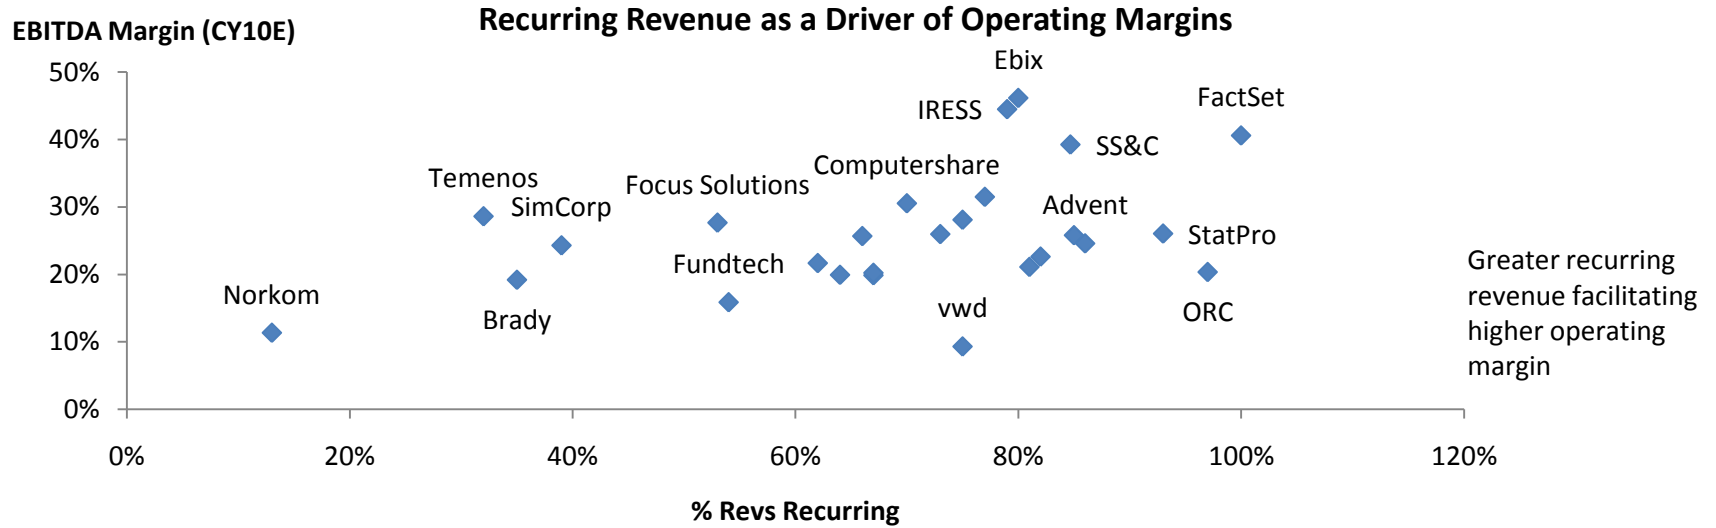 Recurring Revenue as a Driver of Operating Margins
EBITDA Margin (CY10E)
50%
40%
30%
20%
10%
0%
Ebix
IRESS
FactSet
SS&C
Computershare
Temenos
Focus Solutions
SimCorp
Advent
StatPro
Fundtech
Norkom
vwd
ORC
Brady
Greater recurring
revenue facilitating
higher operating
margin
0%
20%
40%
60%
80%
100%
120%
% Revs Recurring